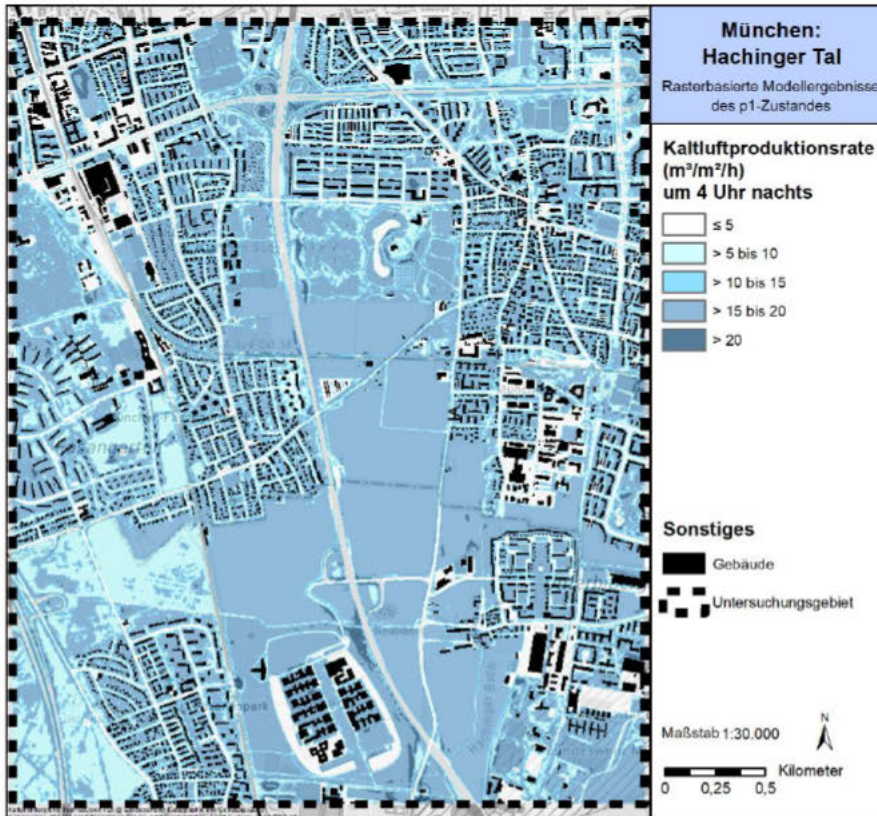 München:
Hachinger Tal
Rasterbasierte Modellergebnisse
des p1-Zustandes
Kaltluftproduktionsrate
(m³/m²/h)
um 4 Uhr nachts
≤ 5
> 5 bis 10
> 10 bis 15
> 15 bis 20
> 20
Sonstiges
Gebäude
Untersuchungsgebiet
Maßstab 1:30.000
N
Kilometer
0 0,25 0,5